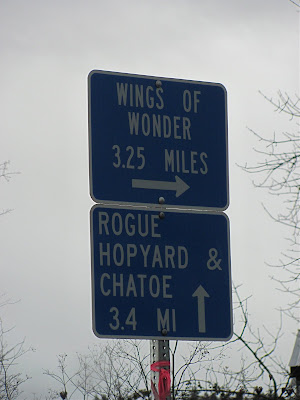 WINGS OF
WONDER
3.25 MILES
ROGUE
HOPYARD &
CHATOE
3.4 MI